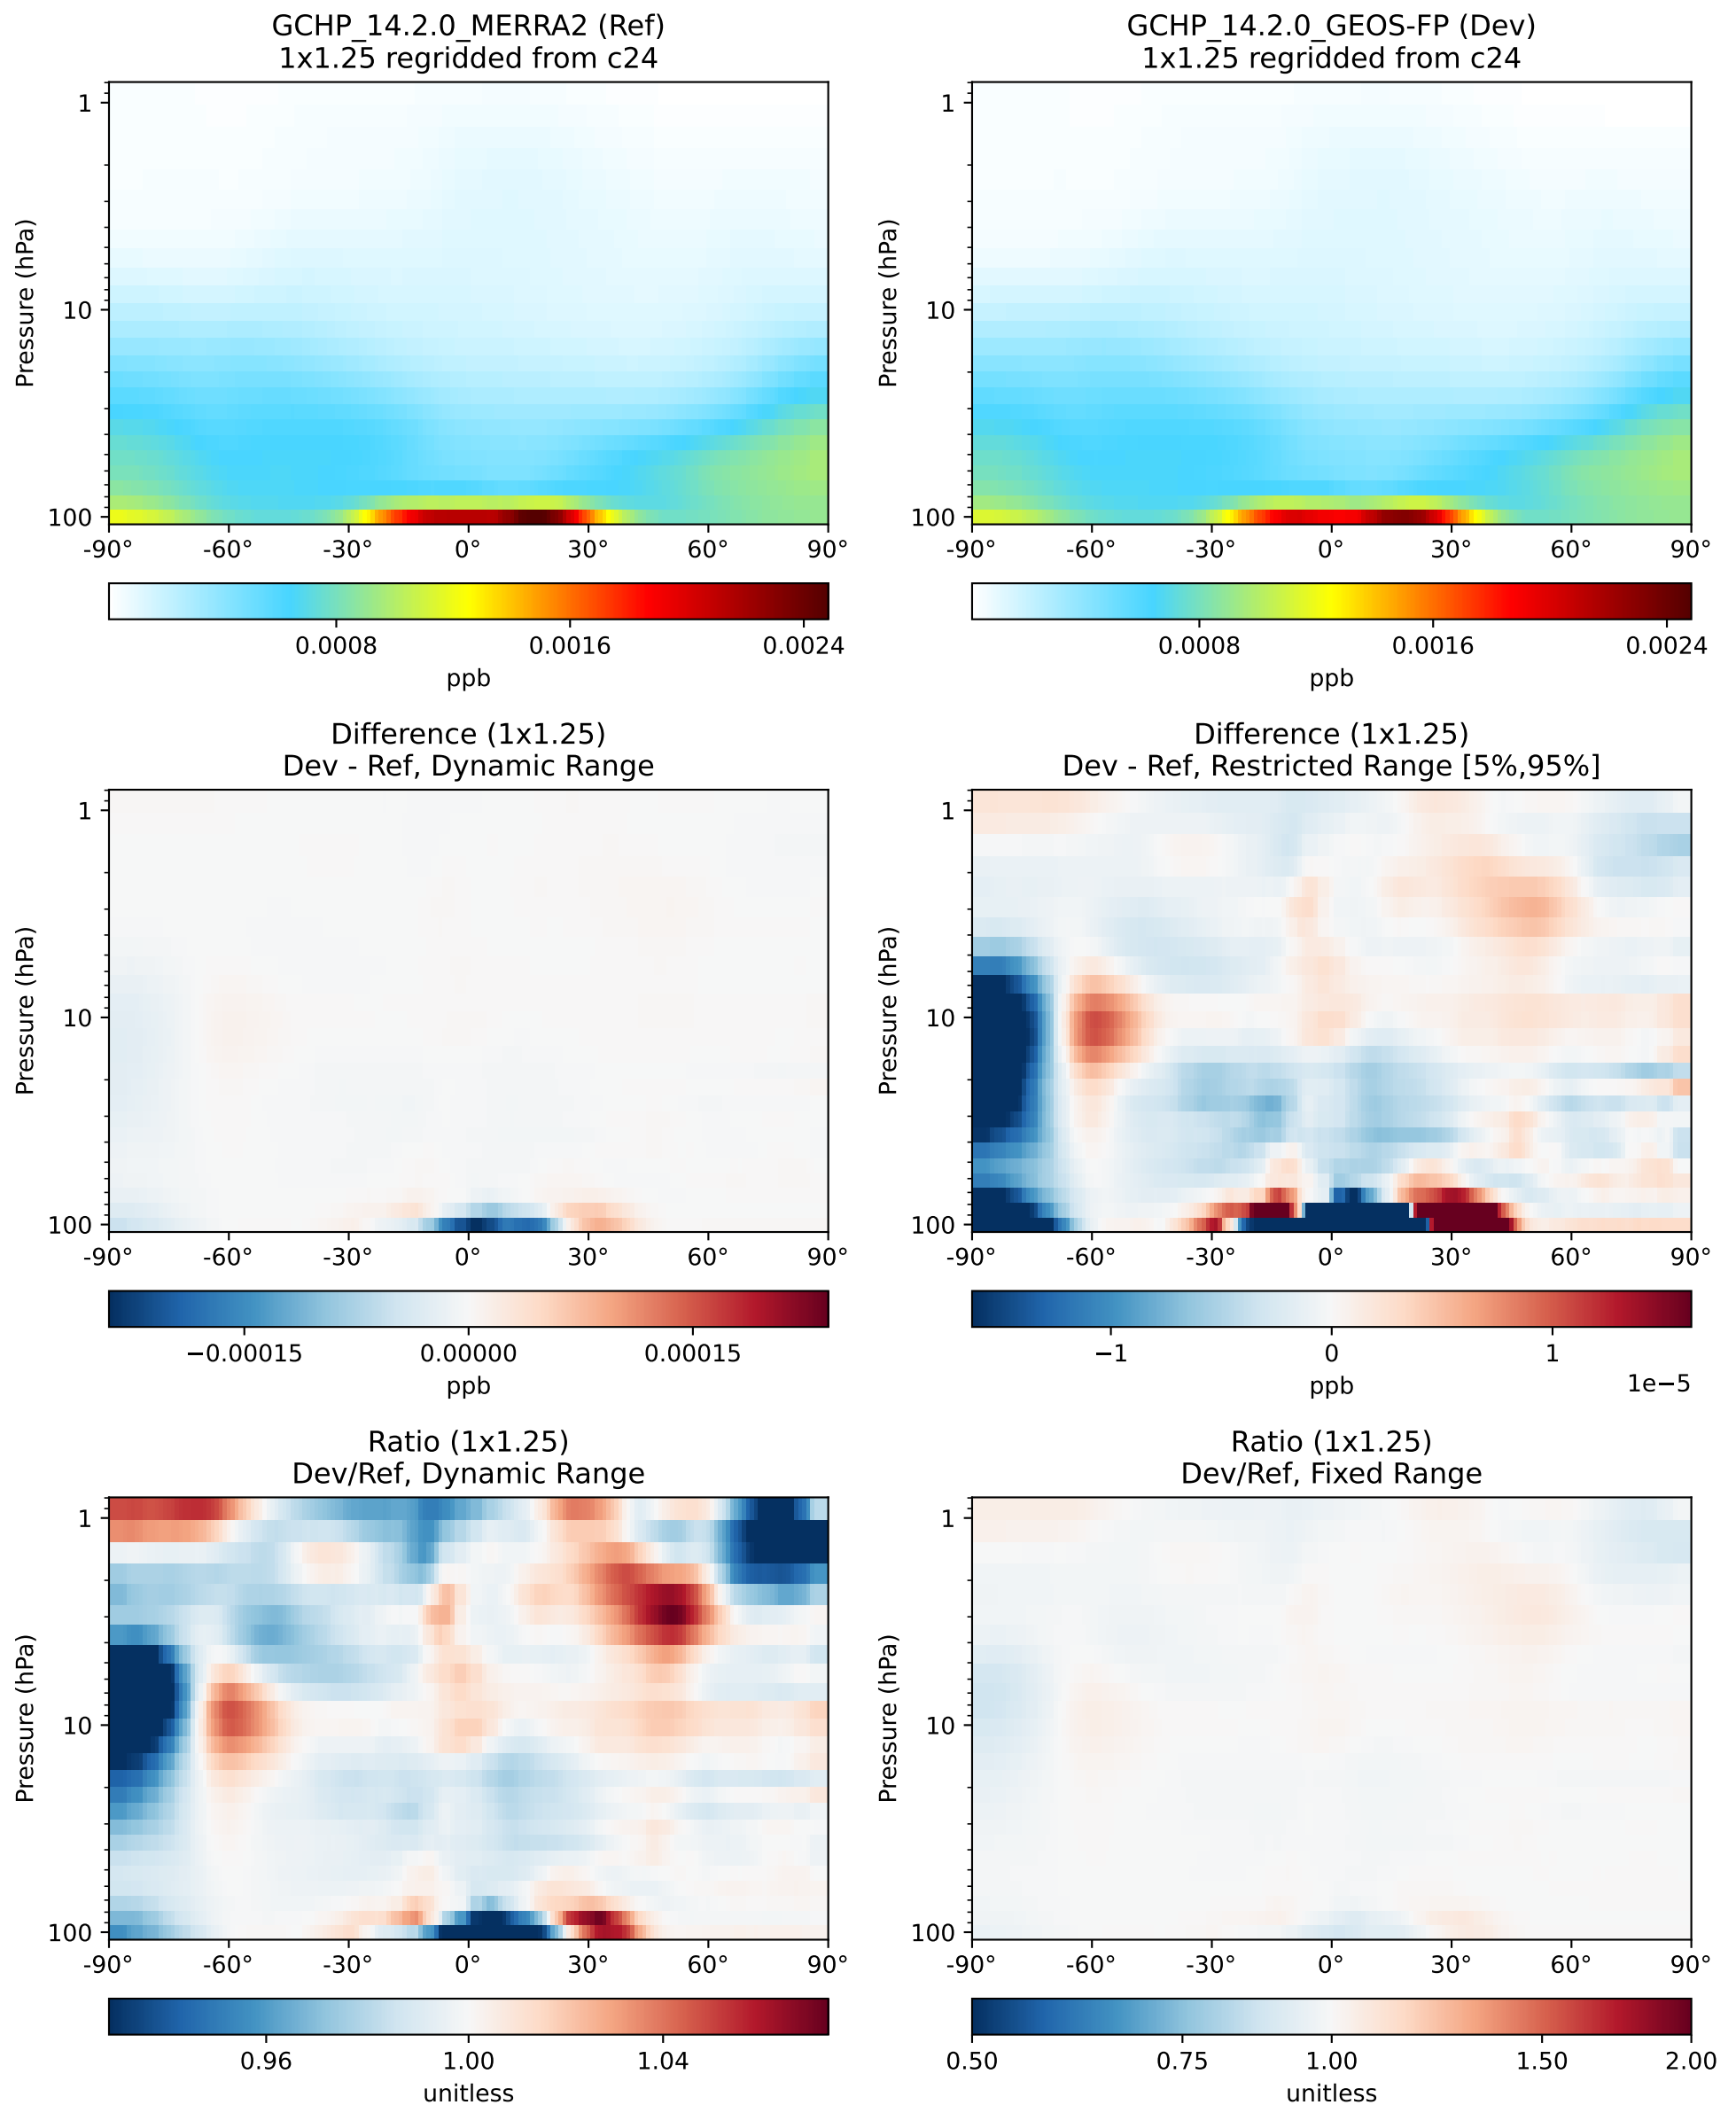 GCHP_14.2.0_MERRA2 (Ref)
1x1.25 regridded from c24
Pressure (hPa)
1
10
100
-90° -60° -30° 0° 30° 60° 90°
0.0008 0.0016 0.0024
ppb
GCHP_14.2.0_GEOS-FP (Dev)
1x1.25 regridded from c24
Pressure (hPa)
1
10
100
-90° -60° -30° 0° 30° 60° 90°
0.0008 0.0016 0.0024
ppb
Difference (1x1.25)
Dev - Ref, Dynamic Range
Pressure (hPa)
1
10
100
-90° -60° -30° 0° 30° 60° 90°
−0.00015 0.00000 0.00015
ppb
Difference (1x1.25)
Dev - Ref, Restricted Range [5%,95%]
Pressure (hPa)
1
10
100
-90° -60° -30° 0° 30° 60° 90°
−1 0 1
1e−5
ppb
Ratio (1x1.25)
Dev/Ref, Dynamic Range
Pressure (hPa)
1
10
100
-90° -60° -30° 0° 30° 60° 90°
0.96 1.00 1.04
unitless
Ratio (1x1.25)
Dev/Ref, Fixed Range
Pressure (hPa)
1
10
100
-90° -60° -30° 0° 30° 60° 90°
0.50 0.75 1.00 1.50 2.00
unitless